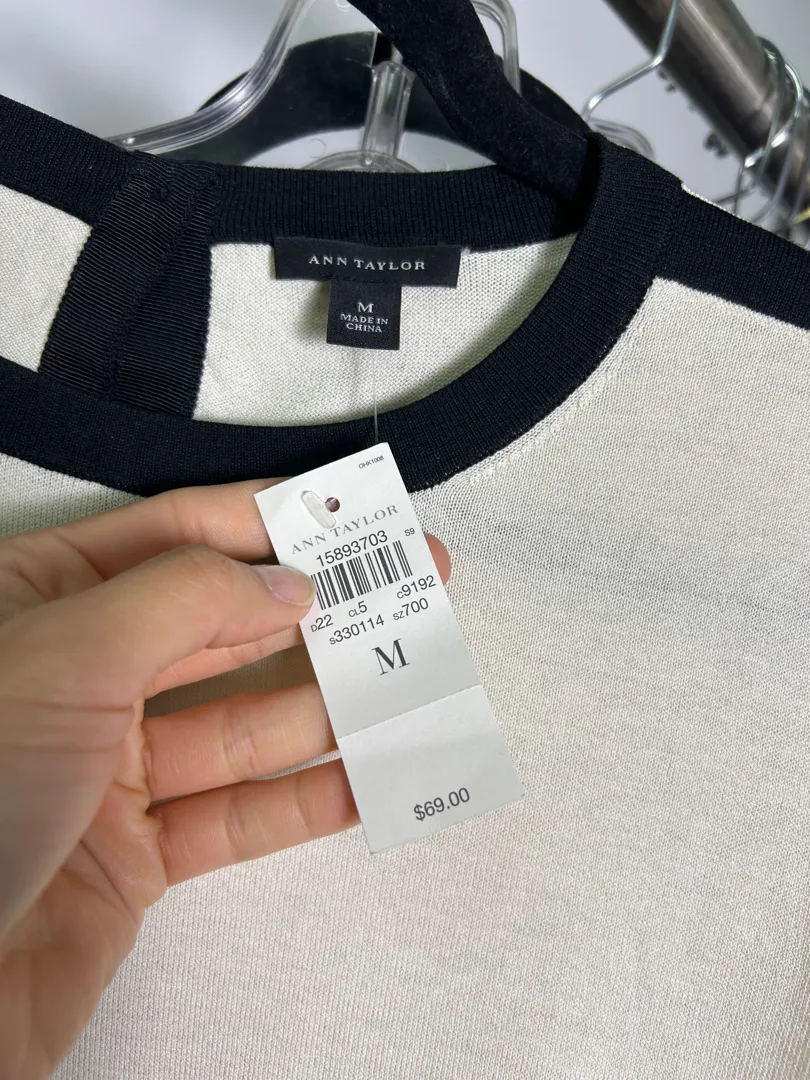 ANN TAYLOR
M
MADE IN
CHINA
OHK1008
ANN TAYLOR
15893703 S9
D22 CL5 C9192
S330114 SZ700
M
$69.00